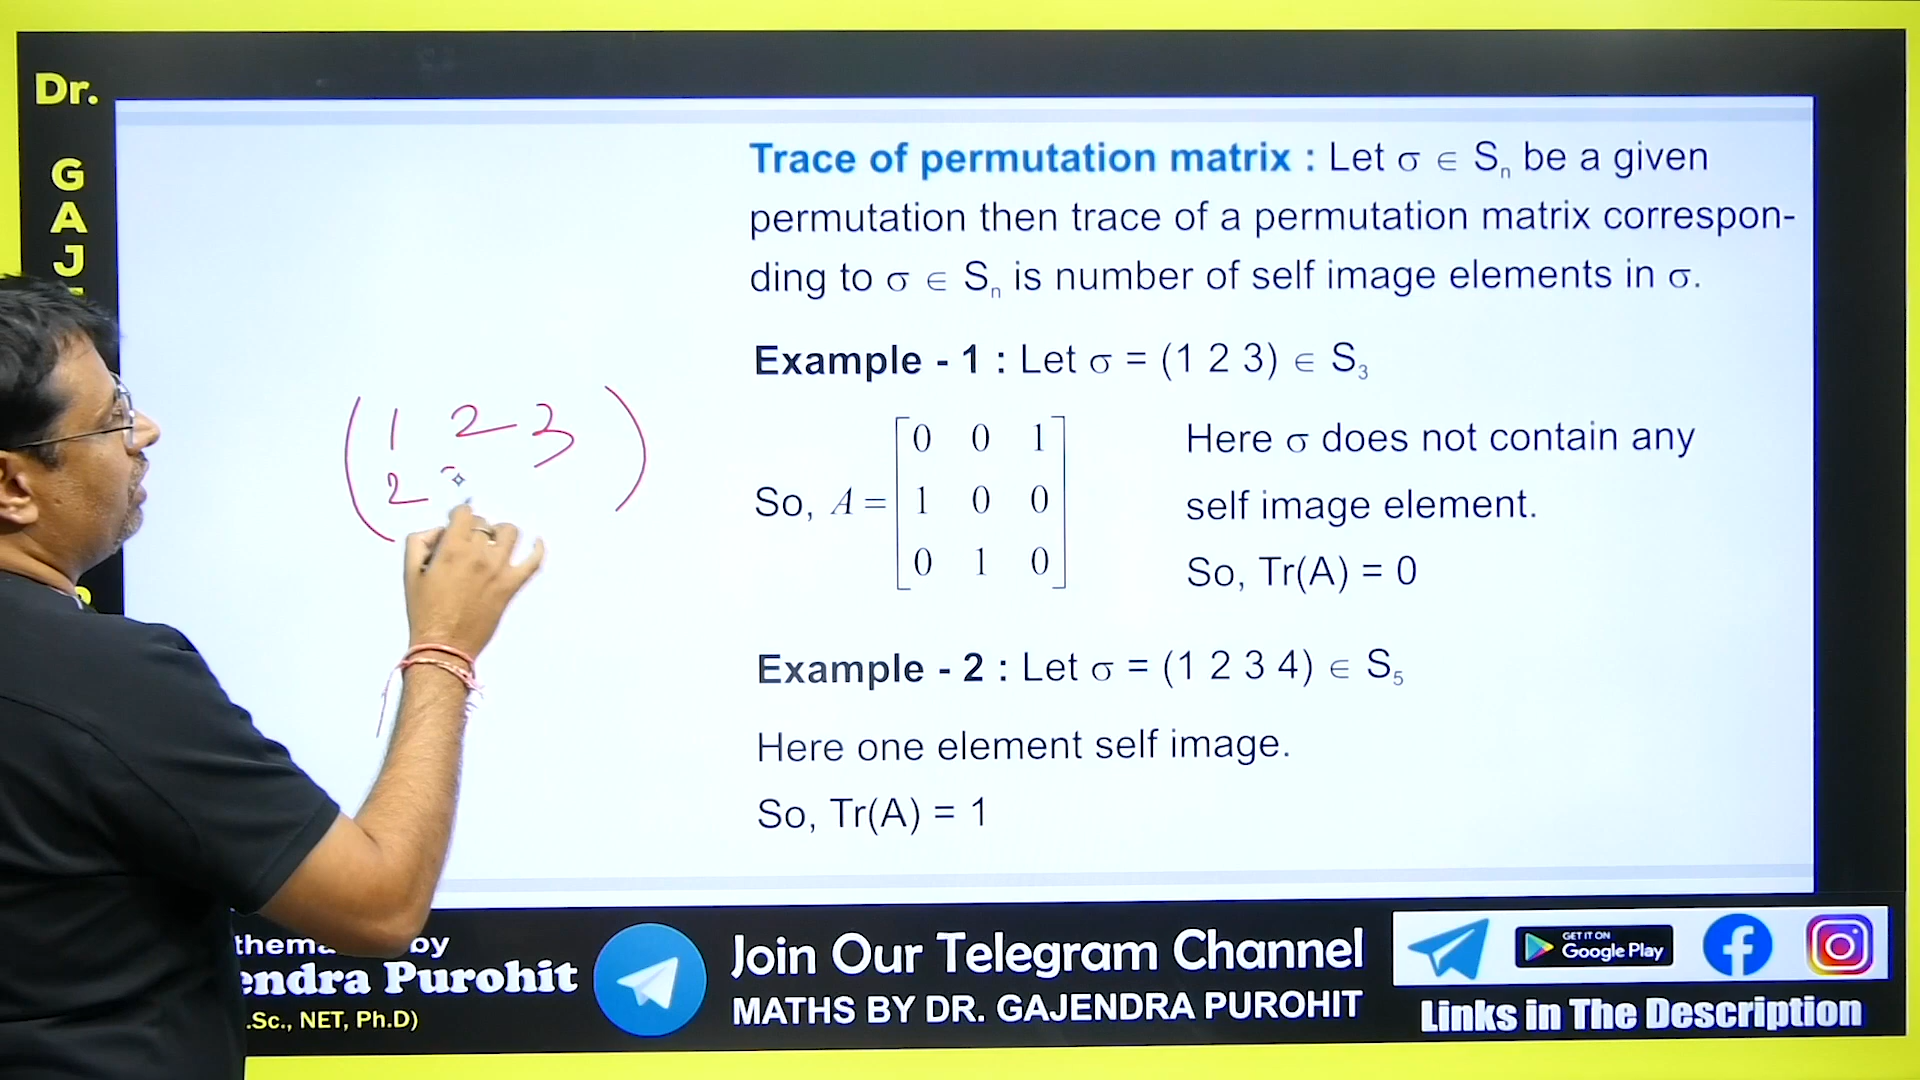 Dr.
G
A
J
Trace of permutation matrix : Let σ ∈ Sₙ be a given
permutation then trace of a permutation matrix correspon-
ding to σ ∈ Sₙ is number of self image elements in σ.
Example - 1 : Let σ = (1 2 3) ∈ S₃
1 2 3
2
So, A = [0 0 1
1 0 0
0 1 0]
Here σ does not contain any
self image element.
So, Tr(A) = 0
Example - 2 : Let σ = (1 2 3 4) ∈ S₅
Here one element self image.
So, Tr(A) = 1
by
endra Purohit
.Sc., NET, Ph.D)
Join Our Telegram Channel
MATHS BY DR. GAJENDRA PUROHIT
GET IT ON
Google Play
Links in The Description